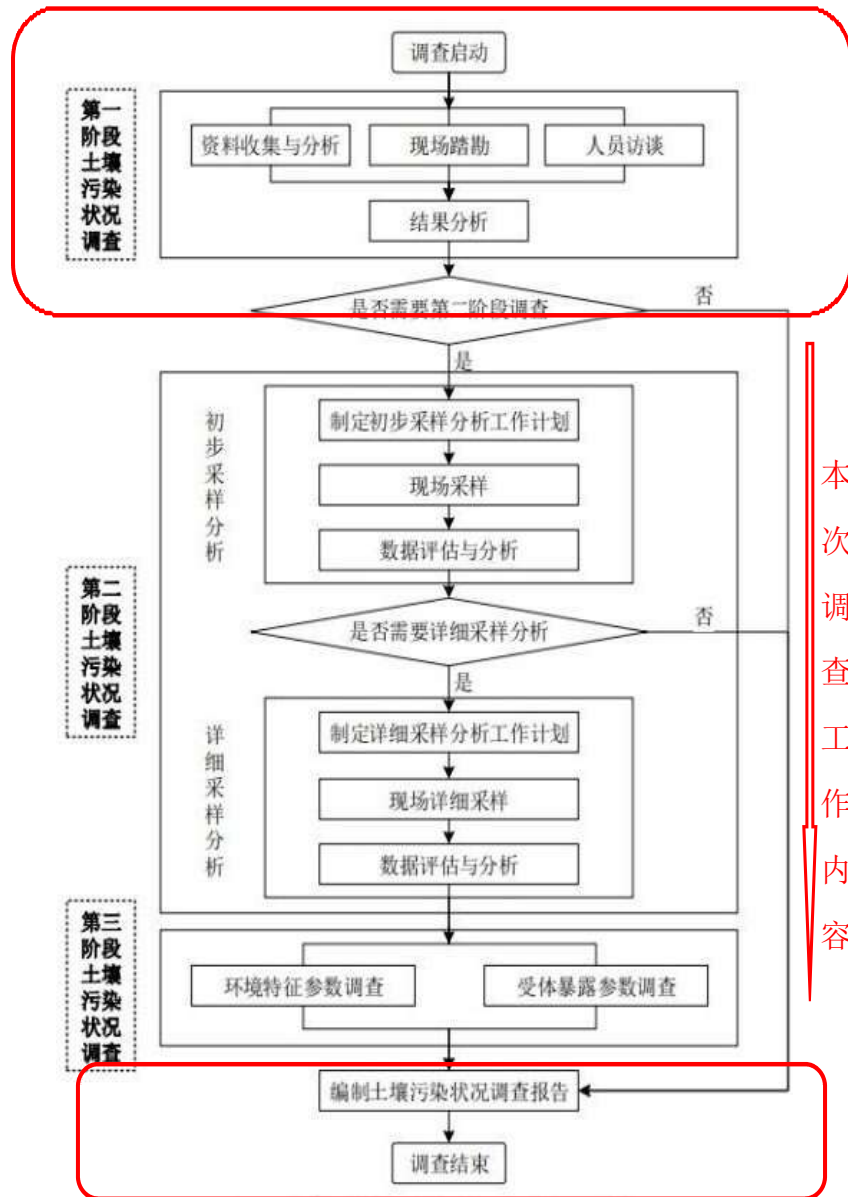 调查启动
第一
阶段
土壤
污染
状况
调查
资料收集与分析
现场踏勘
人员访谈
结果分析
是否需要第二阶段调查
否
是
初
步
采
样
分
析
制定初步采样分析工作计划
现场采样
数据评估与分析
第二
阶段
土壤
污染
状况
调查
是否需要详细采样分析
否
是
详
细
采
样
分
析
制定详细采样分析工作计划
现场详细采样
数据评估与分析
本
次
调
查
工
作
内
容
第三
阶段
土壤
污染
状况
调查
环境特征参数调查
受体暴露参数调查
编制土壤污染状况调查报告
调查结束